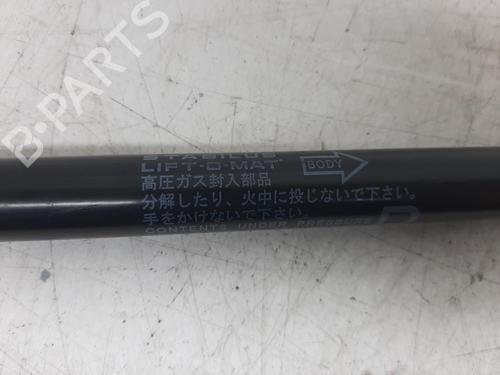 B-PARTS
STABILUS
LIFT-O-MAT
BODY
高圧ガス封入部品
分解したり、火中に投じないで下さい。
手をかけないで下さい。
CONTENTS UNDER PRESSURE